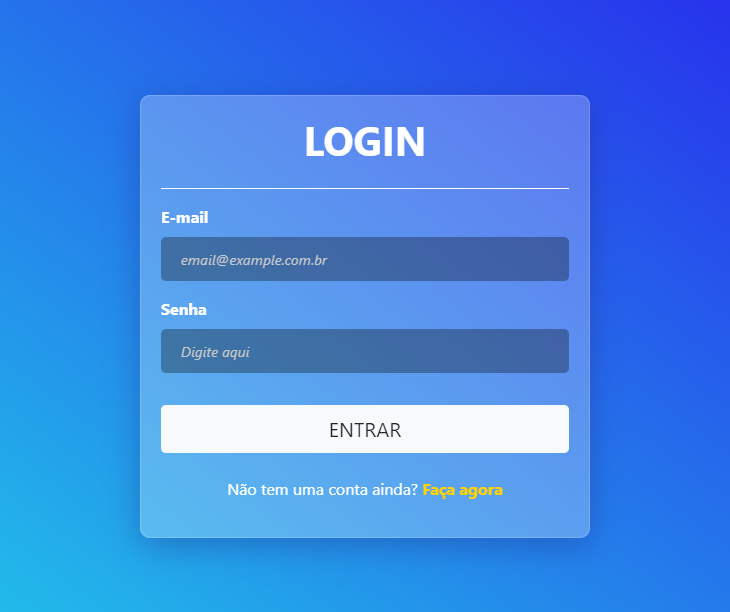 LOGIN
E-mail
email@example.com.br
Senha
Digite aqui
ENTRAR
Não tem uma conta ainda? Faça agora